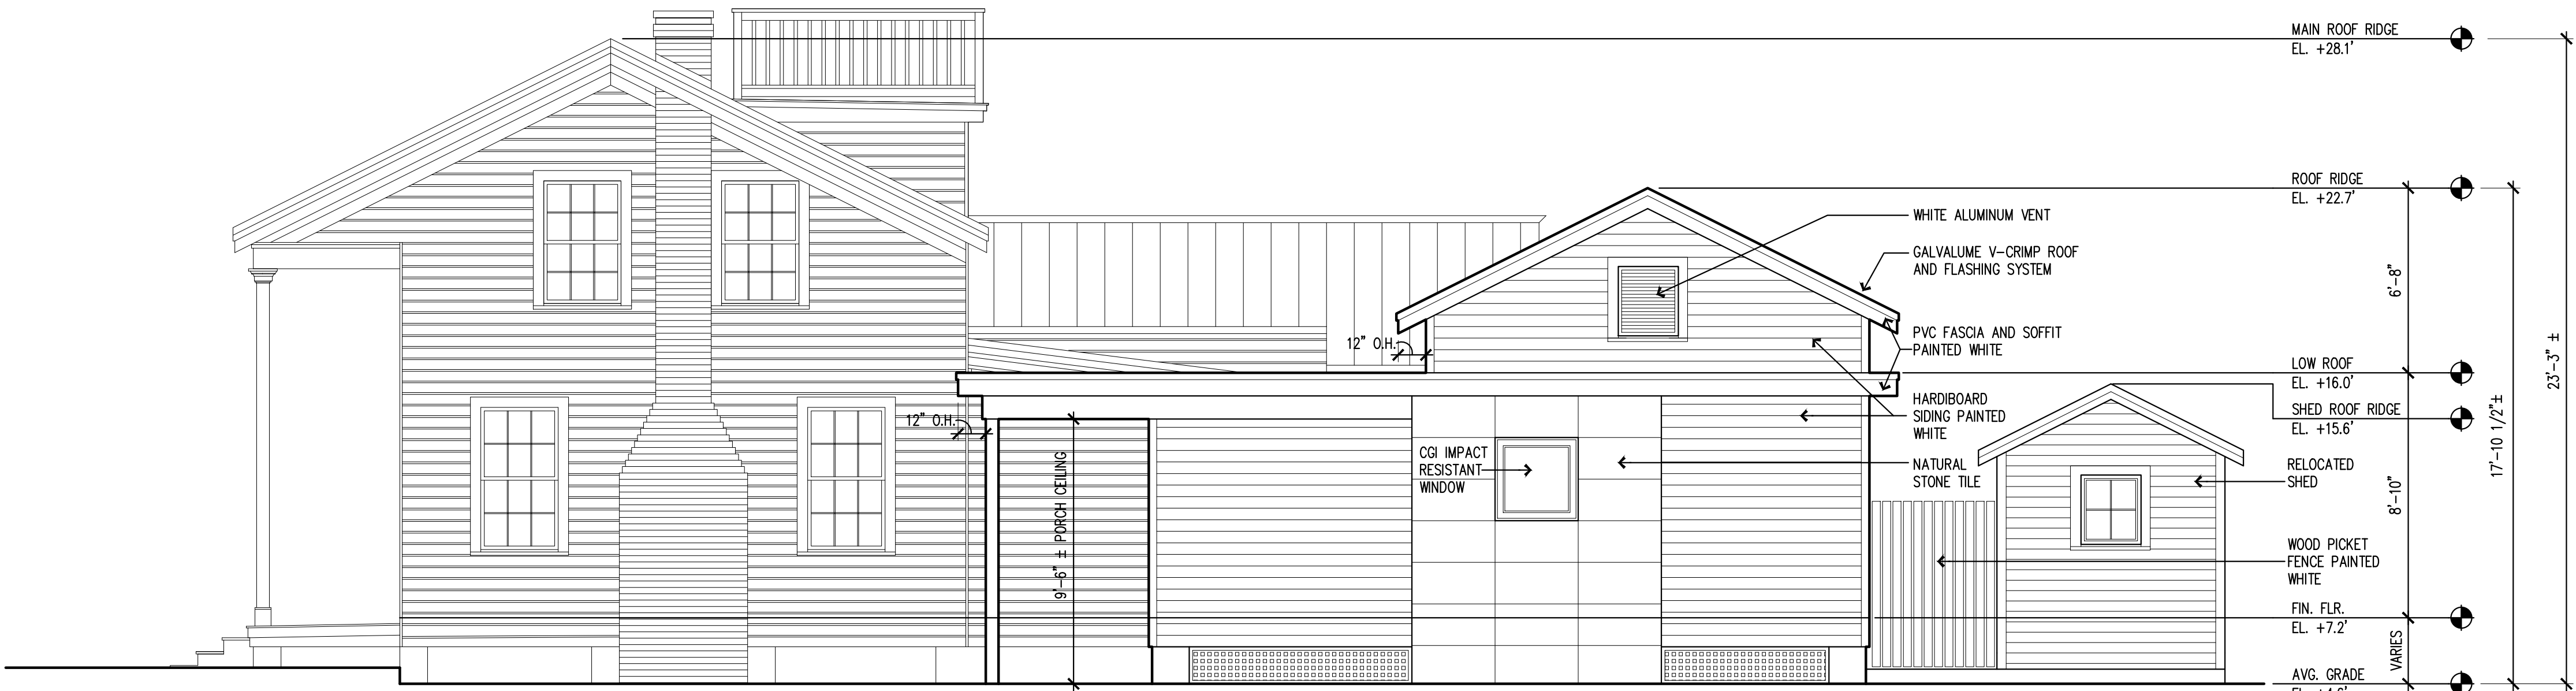 MAIN ROOF RIDGE
EL. +28.1'
ROOF RIDGE
EL. +22.7'
WHITE ALUMINUM VENT
GALVALUME V-CRIMP ROOF
AND FLASHING SYSTEM
6'-8"
12" O.H.
PVC FASCIA AND SOFFIT
PAINTED WHITE
23'-3" ±
LOW ROOF
EL. +16.0'
HARDIBOARD
SIDING PAINTED
WHITE
SHED ROOF RIDGE
EL. +15.6'
12" O.H.
17'-10 1/2"±
CGI IMPACT
RESISTANT
WINDOW
NATURAL
STONE TILE
RELOCATED
SHED
8'-10"
9'-6" ± PORCH CEILING
WOOD PICKET
FENCE PAINTED
WHITE
FIN. FLR.
EL. +7.2'
VARIES
AVG. GRADE